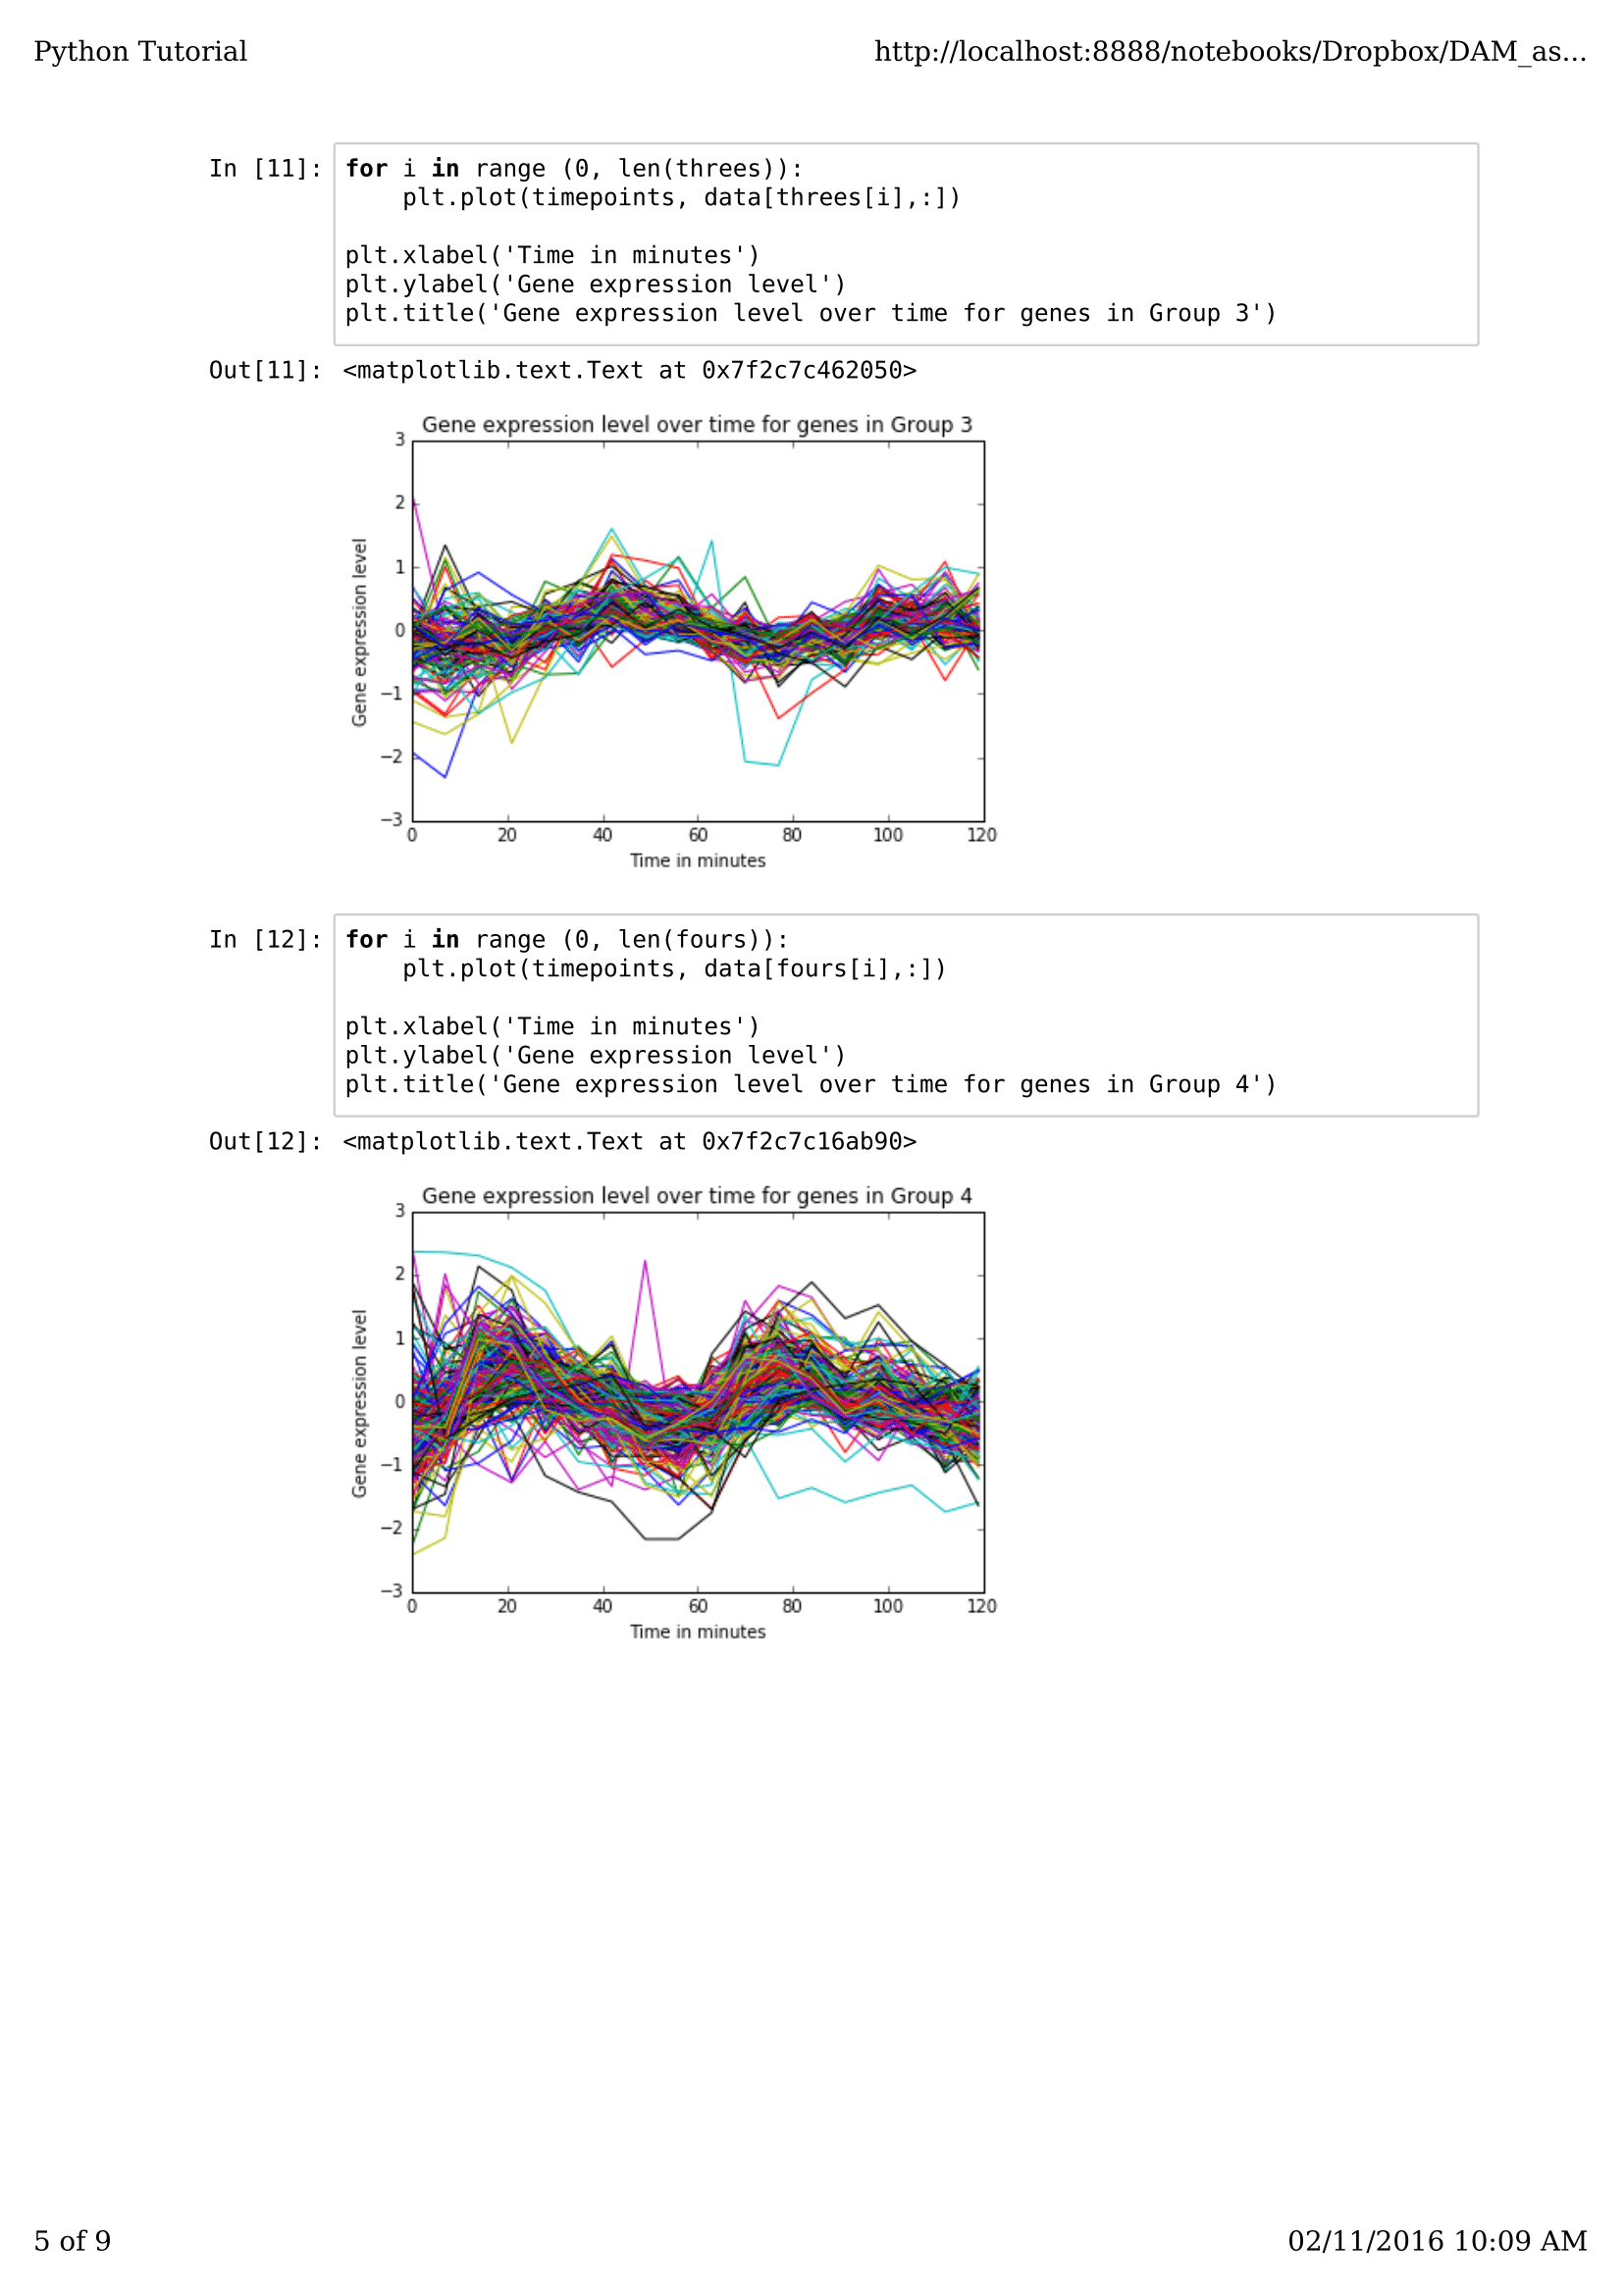 Python Tutorial http://localhost:8888/notebooks/Dropbox/DAM_as...
In [11]: for i in range (0, len(threes)):
    plt.plot(timepoints, data[threes[i],:])
plt.xlabel('Time in minutes')
plt.ylabel('Gene expression level')
plt.title('Gene expression level over time for genes in Group 3')
Out[11]: <matplotlib.text.Text at 0x7f2c7c462050>
Gene expression level over time for genes in Group 3
3
2
1
0
−1
−2
−3
Gene expression level
0 20 40 60 80 100 120
Time in minutes
In [12]: for i in range (0, len(fours)):
    plt.plot(timepoints, data[fours[i],:])
plt.xlabel('Time in minutes')
plt.ylabel('Gene expression level')
plt.title('Gene expression level over time for genes in Group 4')
Out[12]: <matplotlib.text.Text at 0x7f2c7c16ab90>
Gene expression level over time for genes in Group 4
3
2
1
0
−1
−2
−3
Gene expression level
0 20 40 60 80 100 120
Time in minutes
5 of 9 02/11/2016 10:09 AM